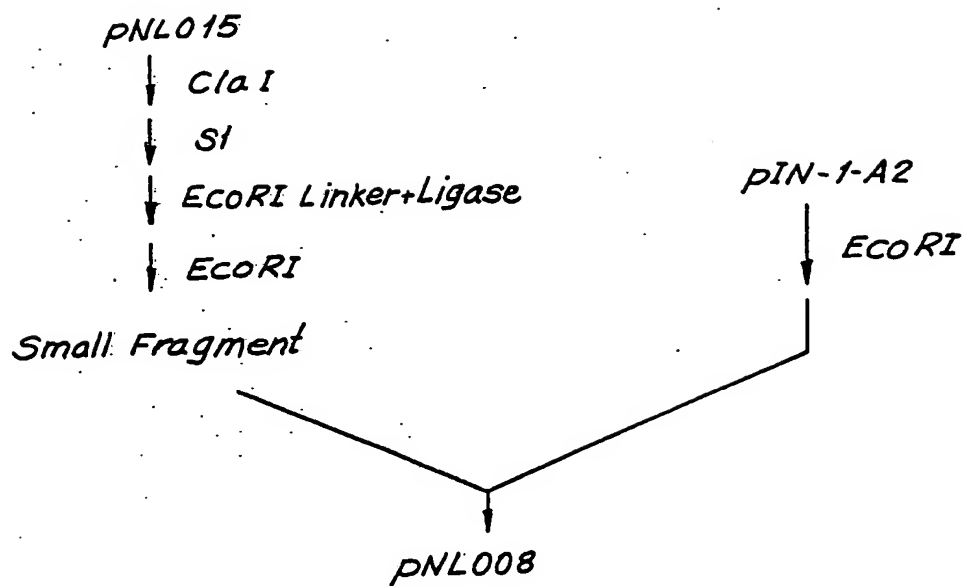 pNL015
Cla I
S1
EcoRI Linker+Ligase
EcoRI
Small Fragment
pIN-1-A2
EcoRI
pNL008